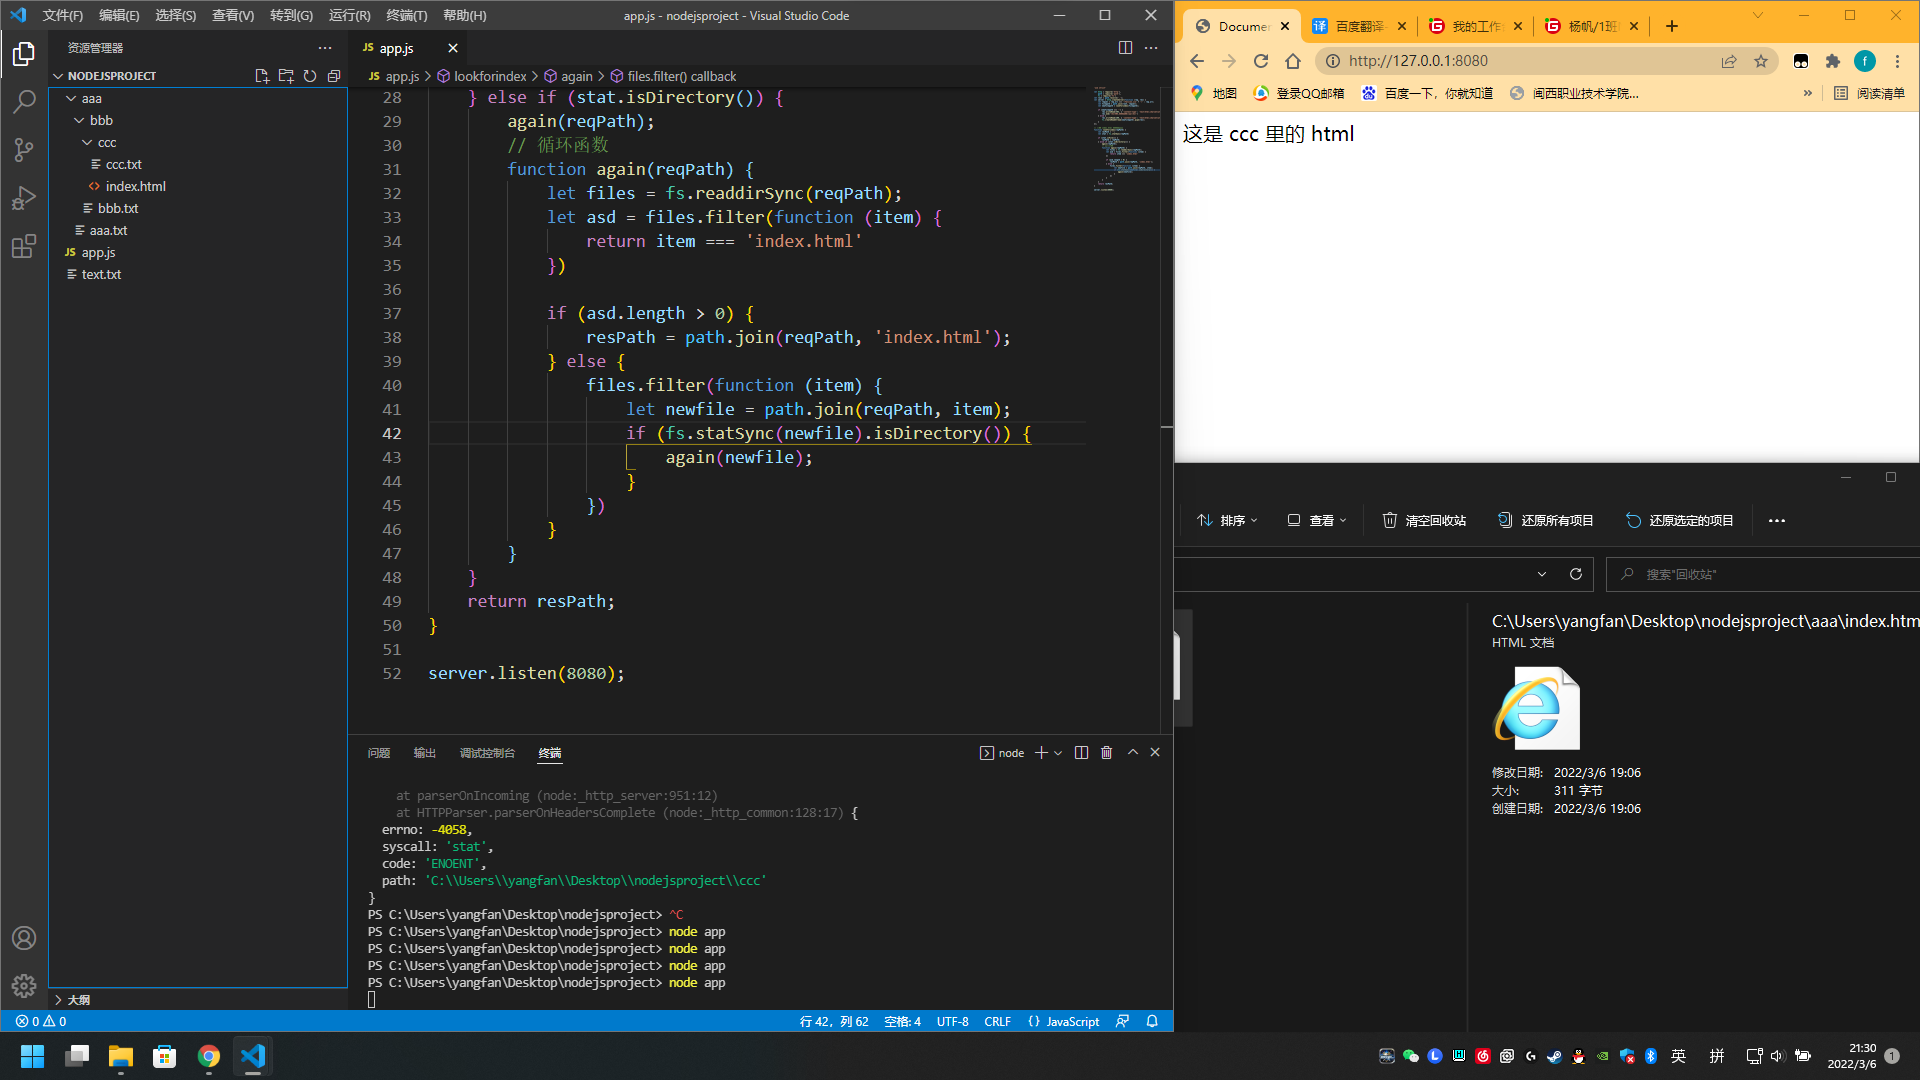 文件(F) 编辑(E) 选择(S) 查看(V) 转到(G) 运行(R) 终端(T) 帮助(H) app.js - nodejsproject - Visual Studio Code
资源管理器
NODEJSPROJECT
aaa
bbb
ccc
ccc.txt
index.html
bbb.txt
aaa.txt
JS app.js
text.txt
大纲
JS app.js
JS app.js > lookforindex > again > files.filter() callback
28 } else if (stat.isDirectory()) {
29 again(reqPath);
30 // 循环函数
31 function again(reqPath) {
32 let files = fs.readdirSync(reqPath);
33 let asd = files.filter(function (item) {
34 return item === 'index.html'
35 })
36
37 if (asd.length > 0) {
38 resPath = path.join(reqPath, 'index.html');
39 } else {
40 files.filter(function (item) {
41 let newfile = path.join(reqPath, item);
42 if (fs.statSync(newfile).isDirectory()) {
43 again(newfile);
44 }
45 })
46 }
47 }
48 }
49 return resPath;
50 }
51
52 server.listen(8080);
问题 输出 调试控制台 终端 node
at parserOnIncoming (node:_http_server:951:12)
at HTTPParser.parserOnHeadersComplete (node:_http_common:128:17) {
errno: -4058,
syscall: 'stat',
code: 'ENOENT',
path: 'C:\\Users\\yangfan\\Desktop\\nodejsproject\\ccc'
}
PS C:\Users\yangfan\Desktop\nodejsproject> ^C
PS C:\Users\yangfan\Desktop\nodejsproject> node app
PS C:\Users\yangfan\Desktop\nodejsproject> node app
PS C:\Users\yangfan\Desktop\nodejsproject> node app
PS C:\Users\yangfan\Desktop\nodejsproject> node app
0 0 行 42，列 62 空格: 4 UTF-8 CRLF {} JavaScript
Documen 译 百度翻译 我的工作 杨帆/1班
http://127.0.0.1:8080 f
地图 登录QQ邮箱 百度一下，你就知道 闽西职业技术学院... » 阅读清单
这是 ccc 里的 html
排序 查看 清空回收站 还原所有项目 还原选定的项目
搜索"回收站"
C:\Users\yangfan\Desktop\nodejsproject\aaa\index.htm
HTML 文档
修改日期: 2022/3/6 19:06
大小: 311 字节
创建日期: 2022/3/6 19:06
英 拼 21:30
2022/3/6 1